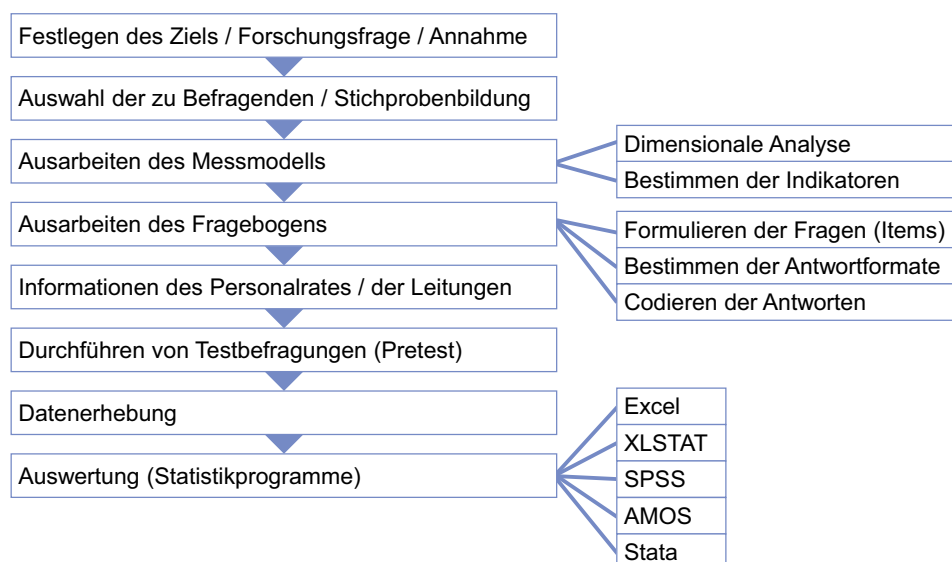 Festlegen des Ziels / Forschungsfrage / Annahme
Auswahl der zu Befragenden / Stichprobenbildung
Ausarbeiten des Messmodells
Dimensionale Analyse
Bestimmen der Indikatoren
Ausarbeiten des Fragebogens
Formulieren der Fragen (Items)
Bestimmen der Antwortformate
Codieren der Antworten
Informationen des Personalrates / der Leitungen
Durchführen von Testbefragungen (Pretest)
Datenerhebung
Auswertung (Statistikprogramme)
Excel
XLSTAT
SPSS
AMOS
Stata